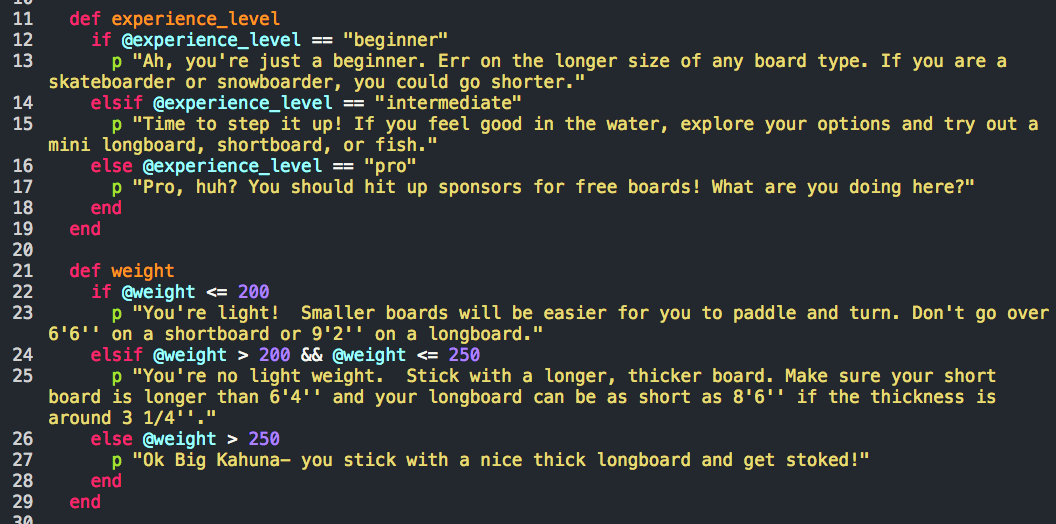 11 def experience_level
12 if @experience_level == "beginner"
13 p "Ah, you're just a beginner. Err on the longer size of any board type. If you are a
skateboarder or snowboarder, you could go shorter."
14 elsif @experience_level == "intermediate"
15 p "Time to step it up! If you feel good in the water, explore your options and try out a
mini longboard, shortboard, or fish."
16 else @experience_level == "pro"
17 p "Pro, huh? You should hit up sponsors for free boards! What are you doing here?"
18 end
19 end
20
21 def weight
22 if @weight <= 200
23 p "You're light!  Smaller boards will be easier for you to paddle and turn. Don't go over
6'6'' on a shortboard or 9'2'' on a longboard."
24 elsif @weight > 200 && @weight <= 250
25 p "You're no light weight.  Stick with a longer, thicker board. Make sure your short
board is longer than 6'4'' and your longboard can be as short as 8'6'' if the thickness is
around 3 1/4''."
26 else @weight > 250
27 p "Ok Big Kahuna— you stick with a nice thick longboard and get stoked!"
28 end
29 end
30